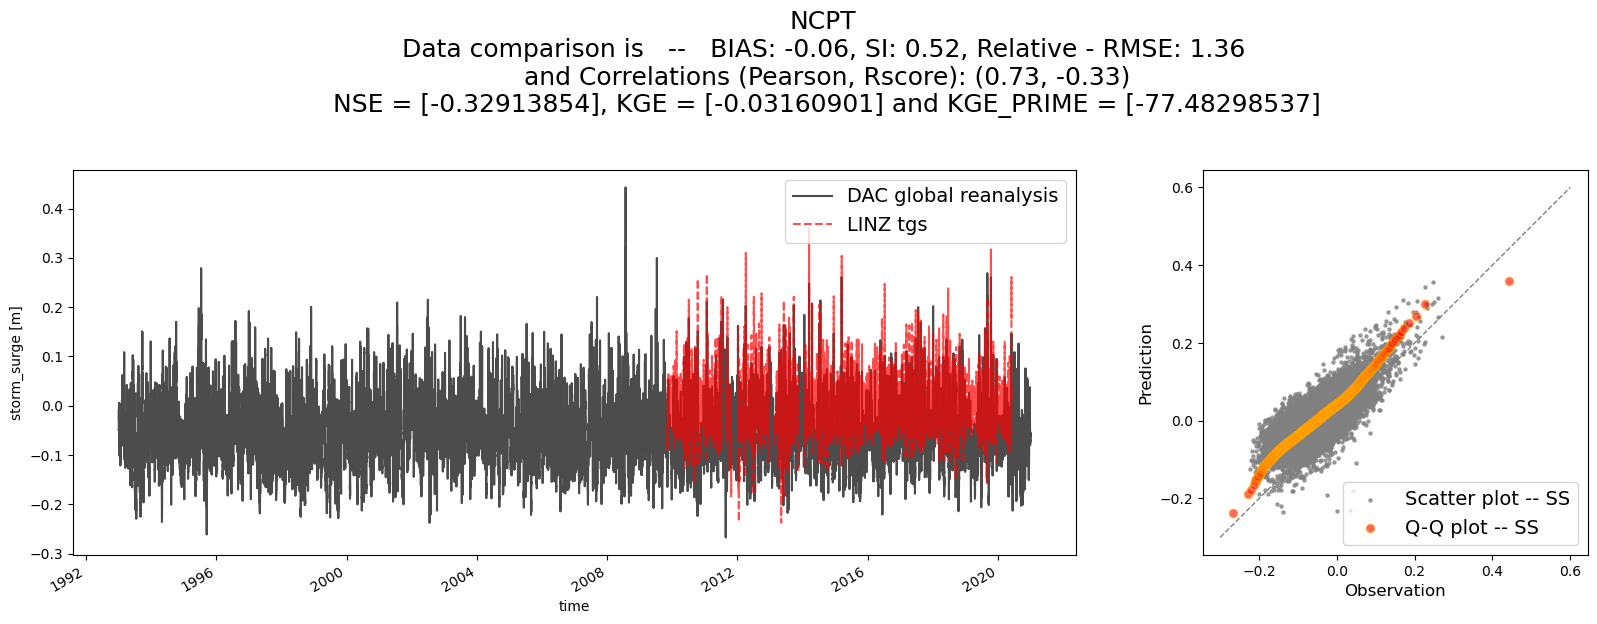 NCPT
Data comparison is -- BIAS: -0.06, SI: 0.52, Relative - RMSE: 1.36
and Correlations (Pearson, Rscore): (0.73, -0.33)
NSE = [-0.32913854], KGE = [-0.03160901] and KGE_PRIME = [-77.48298537]
storm_surge [m]
0.4
0.3
0.2
0.1
0.0
−0.1
−0.2
−0.3
DAC global reanalysis
LINZ tgs
1992
1996
2000
2004
2008
2012
2016
2020
time
Prediction
0.6
0.4
0.2
0.0
−0.2
Scatter plot -- SS
Q-Q plot -- SS
−0.2
0.0
0.2
0.4
0.6
Observation